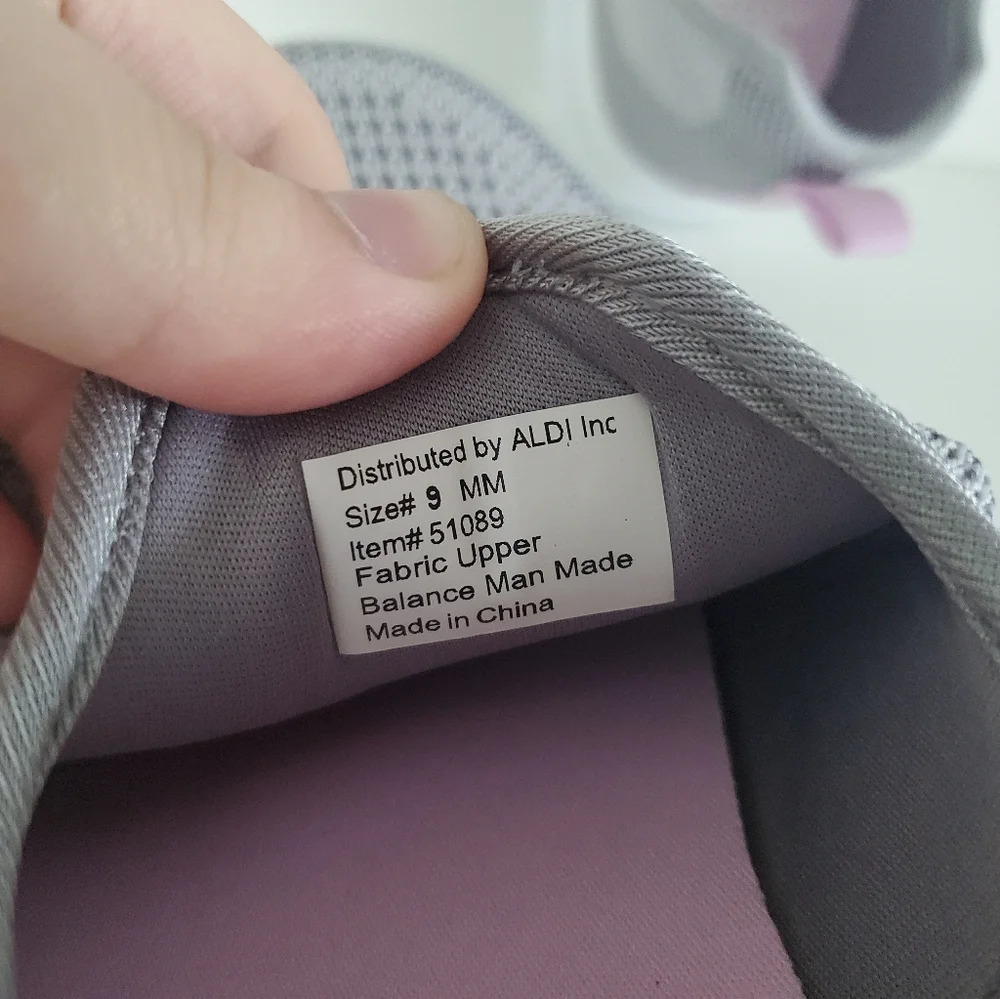 Distributed by ALDI Inc
Size# 9 MM
Item# 51089
Fabric Upper
Balance Man Made
Made in China